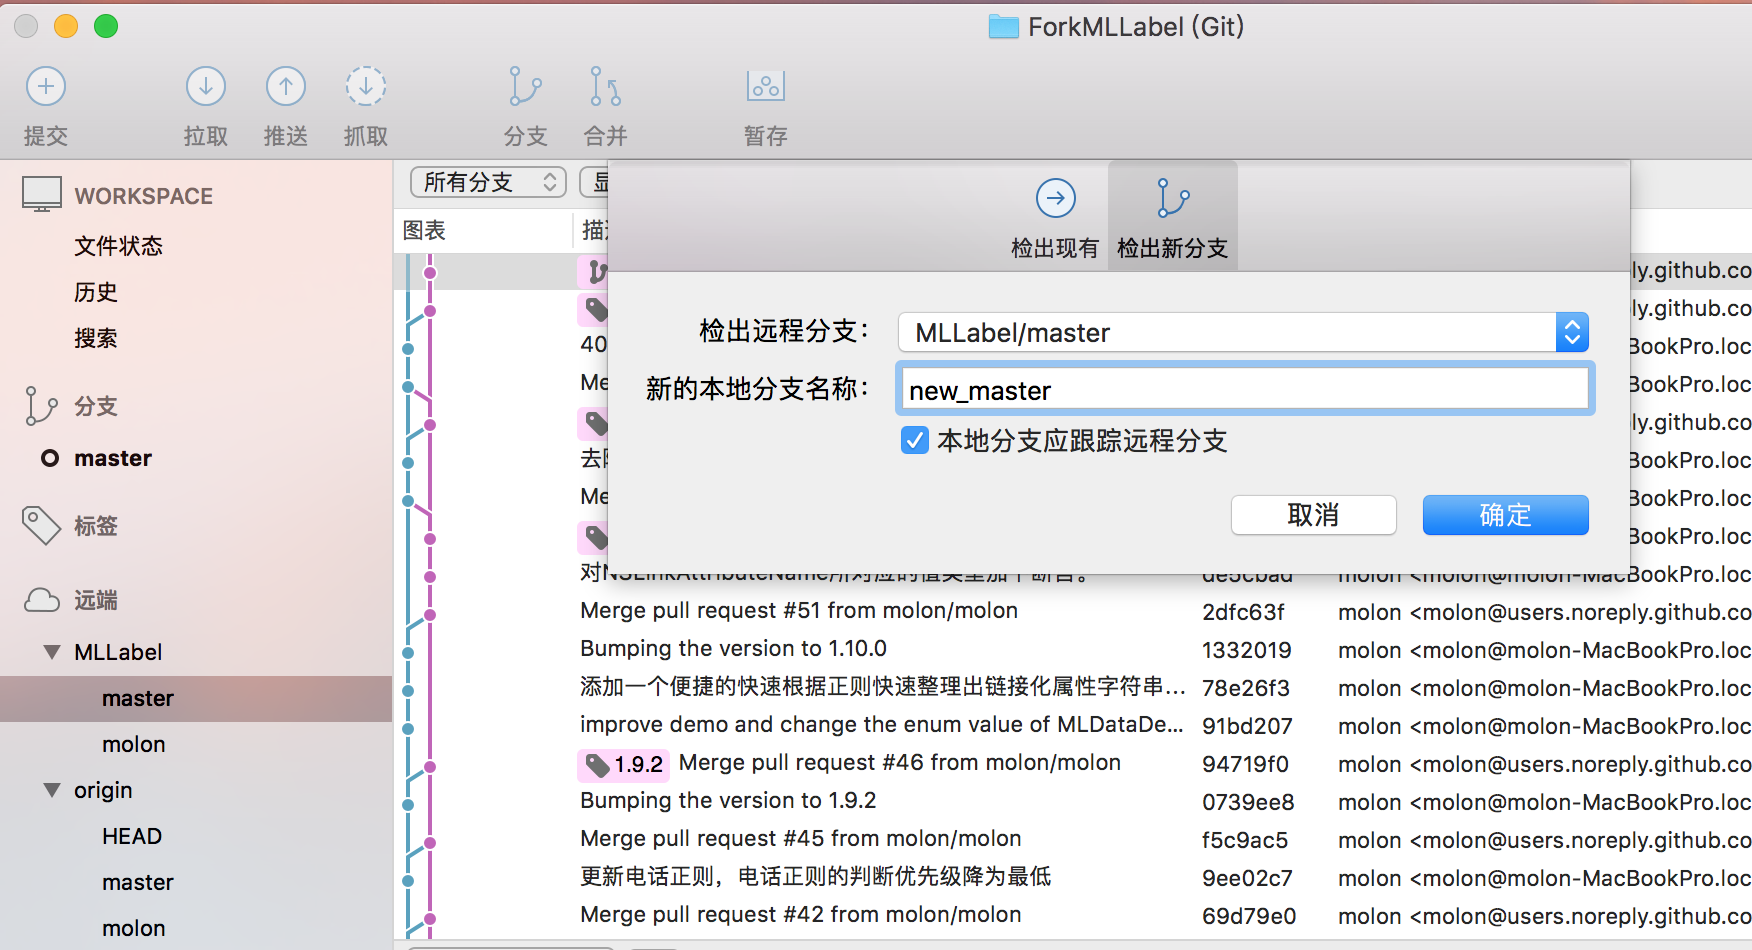 ForkMLLabel (Git)
提交 拉取 推送 抓取 分支 合并 暂存
WORKSPACE
文件状态
历史
搜索
分支
master
标签
远端
MLLabel
master
molon
origin
HEAD
master
molon
所有分支
图表
检出现有 检出新分支
检出远程分支： MLLabel/master
新的本地分支名称： new_master
本地分支应跟踪远程分支
取消 确定
ly.github.co
ly.github.co
40 BookPro.loc
Me BookPro.loc
ly.github.co
BookPro.loc
Me BookPro.loc
BookPro.loc
molon <molon@molon-MacBookPro.loc
Merge pull request #51 from molon/molon 2dfc63f molon <molon@users.noreply.github.co
Bumping the version to 1.10.0 1332019 molon <molon@molon-MacBookPro.loc
添加一个便捷的快速根据正则快速整理出链接化属性字符串... 78e26f3 molon <molon@molon-MacBookPro.loc
improve demo and change the enum value of MLDataDe... 91bd207 molon <molon@molon-MacBookPro.loc
1.9.2 Merge pull request #46 from molon/molon 94719f0 molon <molon@users.noreply.github.co
Bumping the version to 1.9.2 0739ee8 molon <molon@molon-MacBookPro.loc
Merge pull request #45 from molon/molon f5c9ac5 molon <molon@users.noreply.github.co
更新电话正则，电话正则的判断优先级降为最低 9ee02c7 molon <molon@molon-MacBookPro.loc
Merge pull request #42 from molon/molon 69d79e0 molon <molon@users.noreply.github.co